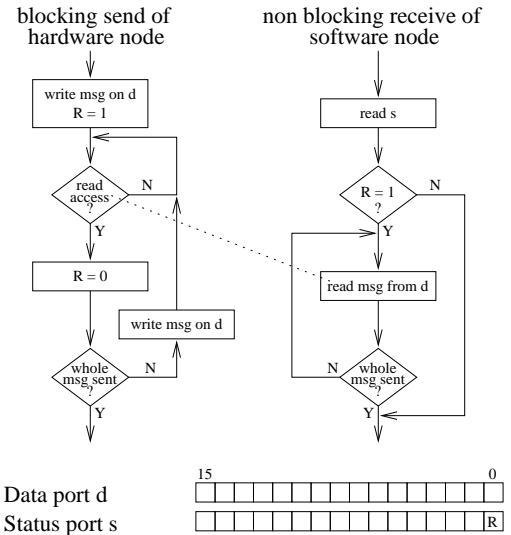 blocking send of
hardware node
write msg on d
R = 1
read
access
?
N
Y
R = 0
write msg on d
whole
msg sent
?
N
Y
non blocking receive of
software node
read s
R = 1
?
N
Y
read msg from d
whole
msg sent
?
N
Y
15
0
Data port d
Status port s
R